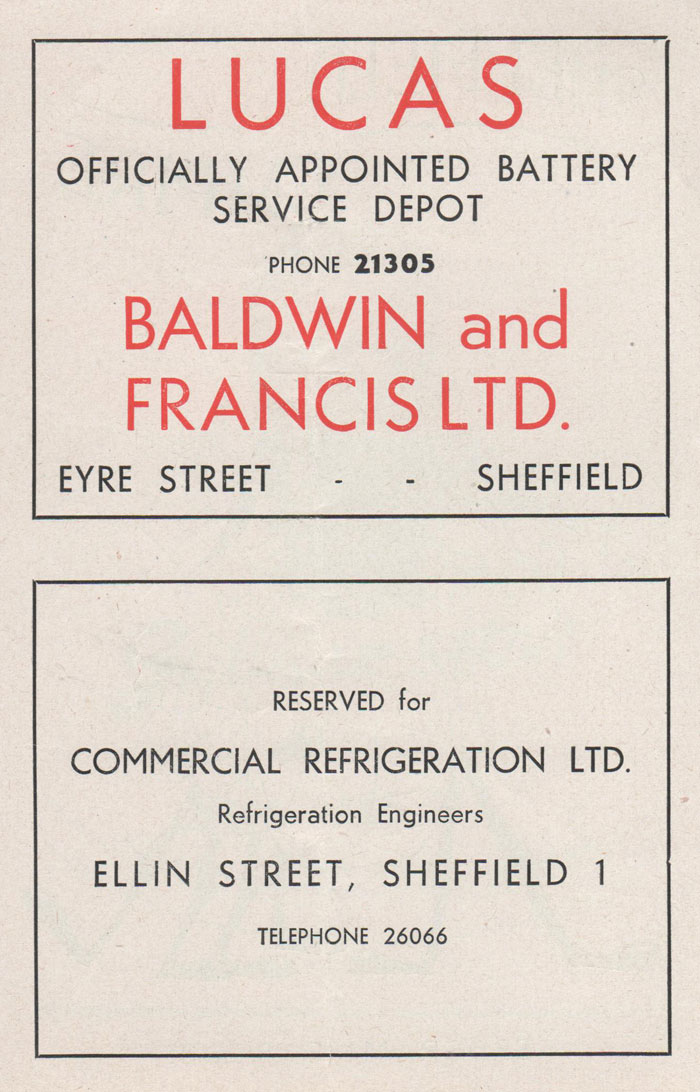 LUCAS
OFFICIALLY APPOINTED BATTERY
SERVICE DEPOT
PHONE 21305
BALDWIN and
FRANCIS LTD.
EYRE STREET - - SHEFFIELD
RESERVED for
COMMERCIAL REFRIGERATION LTD.
Refrigeration Engineers
ELLIN STREET, SHEFFIELD 1
TELEPHONE 26066